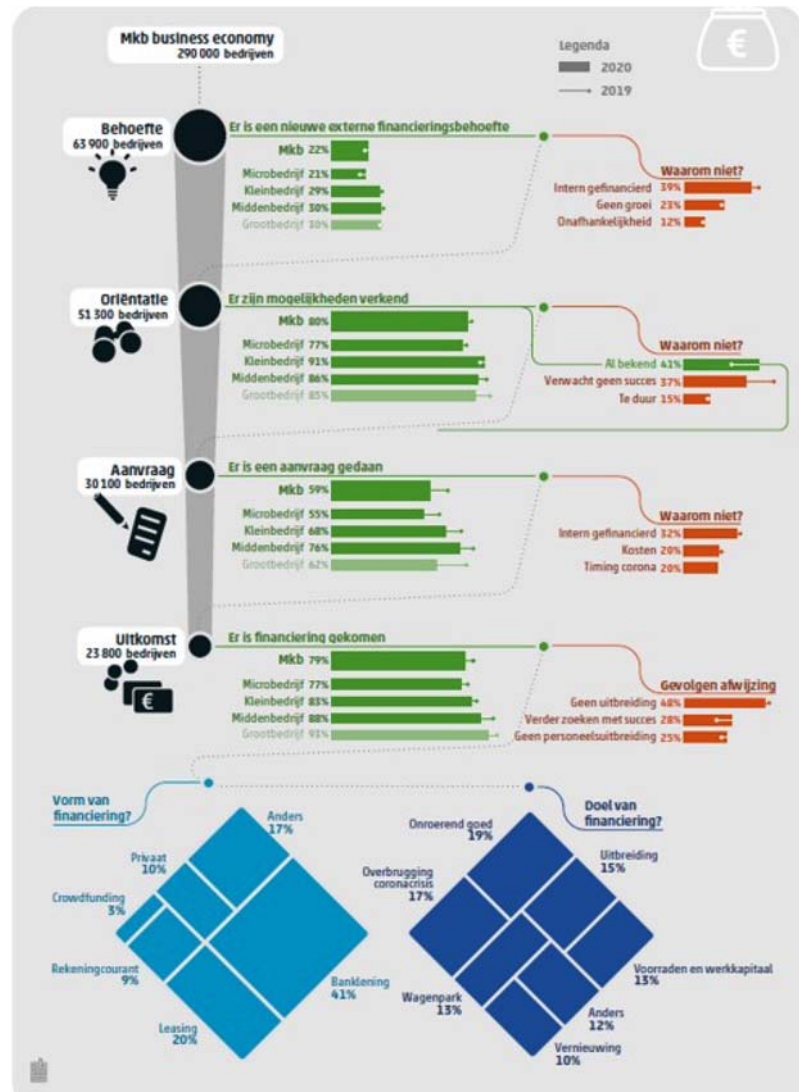 Mkb business economy
290 000 bedrijven
€
Legenda
2020
2019
Behoefte
63 900 bedrijven
Er is een nieuwe externe financieringsbehoefte
Mkb 22%
Microbedrijf 21%
Kleinbedrijf 29%
Middenbedrijf 30%
Grootbedrijf 30%
Waarom niet?
Intern gefinancierd 39%
Geen groei 23%
Onafhankelijkheid 12%
Oriëntatie
51 300 bedrijven
Er zijn mogelijkheden verkend
Mkb 80%
Microbedrijf 77%
Kleinbedrijf 91%
Middenbedrijf 86%
Grootbedrijf 85%
Waarom niet?
Al bekend 41%
Verwacht geen succes 37%
Te duur 15%
Aanvraag
30 100 bedrijven
Er is een aanvraag gedaan
Mkb 59%
Microbedrijf 55%
Kleinbedrijf 68%
Middenbedrijf 76%
Grootbedrijf 62%
Waarom niet?
Intern gefinancierd 32%
Kosten 20%
Timing corona 20%
Uitkomst
23 800 bedrijven
€
Er is financiering gekomen
Mkb 79%
Microbedrijf 77%
Kleinbedrijf 83%
Middenbedrijf 88%
Grootbedrijf 93%
Gevolgen afwijzing
Geen uitbreiding 48%
Verder zoeken met succes 28%
Geen personeelsuitbreiding 25%
Vorm van
financiering?
Anders
17%
Privaat
10%
Crowdfunding
3%
Rekeningcourant
9%
Leasing
20%
Banklening
41%
Doel van
financiering?
Onroerend goed
19%
Uitbreiding
15%
Overbrugging
coronacrisis
17%
Voorraden en werkkapitaal
13%
Wagenpark
13%
Anders
12%
Vernieuwing
10%